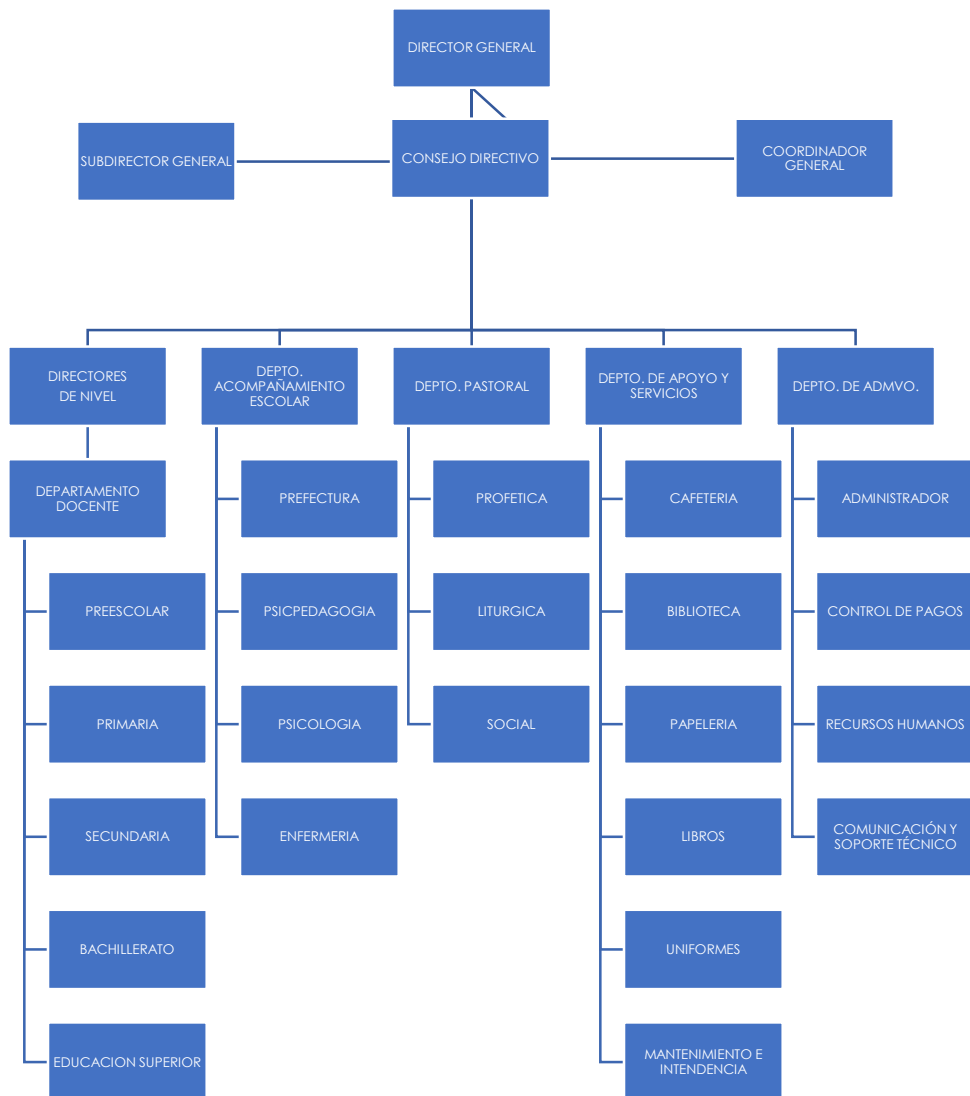 DIRECTOR GENERAL
SUBDIRECTOR GENERAL
CONSEJO DIRECTIVO
COORDINADOR
GENERAL
DIRECTORES
DE NIVEL
DEPTO.
ACOMPAÑAMIENTO
ESCOLAR
DEPTO. PASTORAL
DEPTO. DE APOYO Y
SERVICIOS
DEPTO. DE ADMVO.
DEPARTAMENTO
DOCENTE
PREFECTURA
PROFETICA
CAFETERIA
ADMINISTRADOR
PREESCOLAR
PSICPEDAGOGIA
LITURGICA
BIBLIOTECA
CONTROL DE PAGOS
PRIMARIA
PSICOLOGIA
SOCIAL
PAPELERIA
RECURSOS HUMANOS
SECUNDARIA
ENFERMERIA
LIBROS
COMUNICACIÓN Y
SOPORTE TÉCNICO
BACHILLERATO
UNIFORMES
EDUCACION SUPERIOR
MANTENIMIENTO E
INTENDENCIA